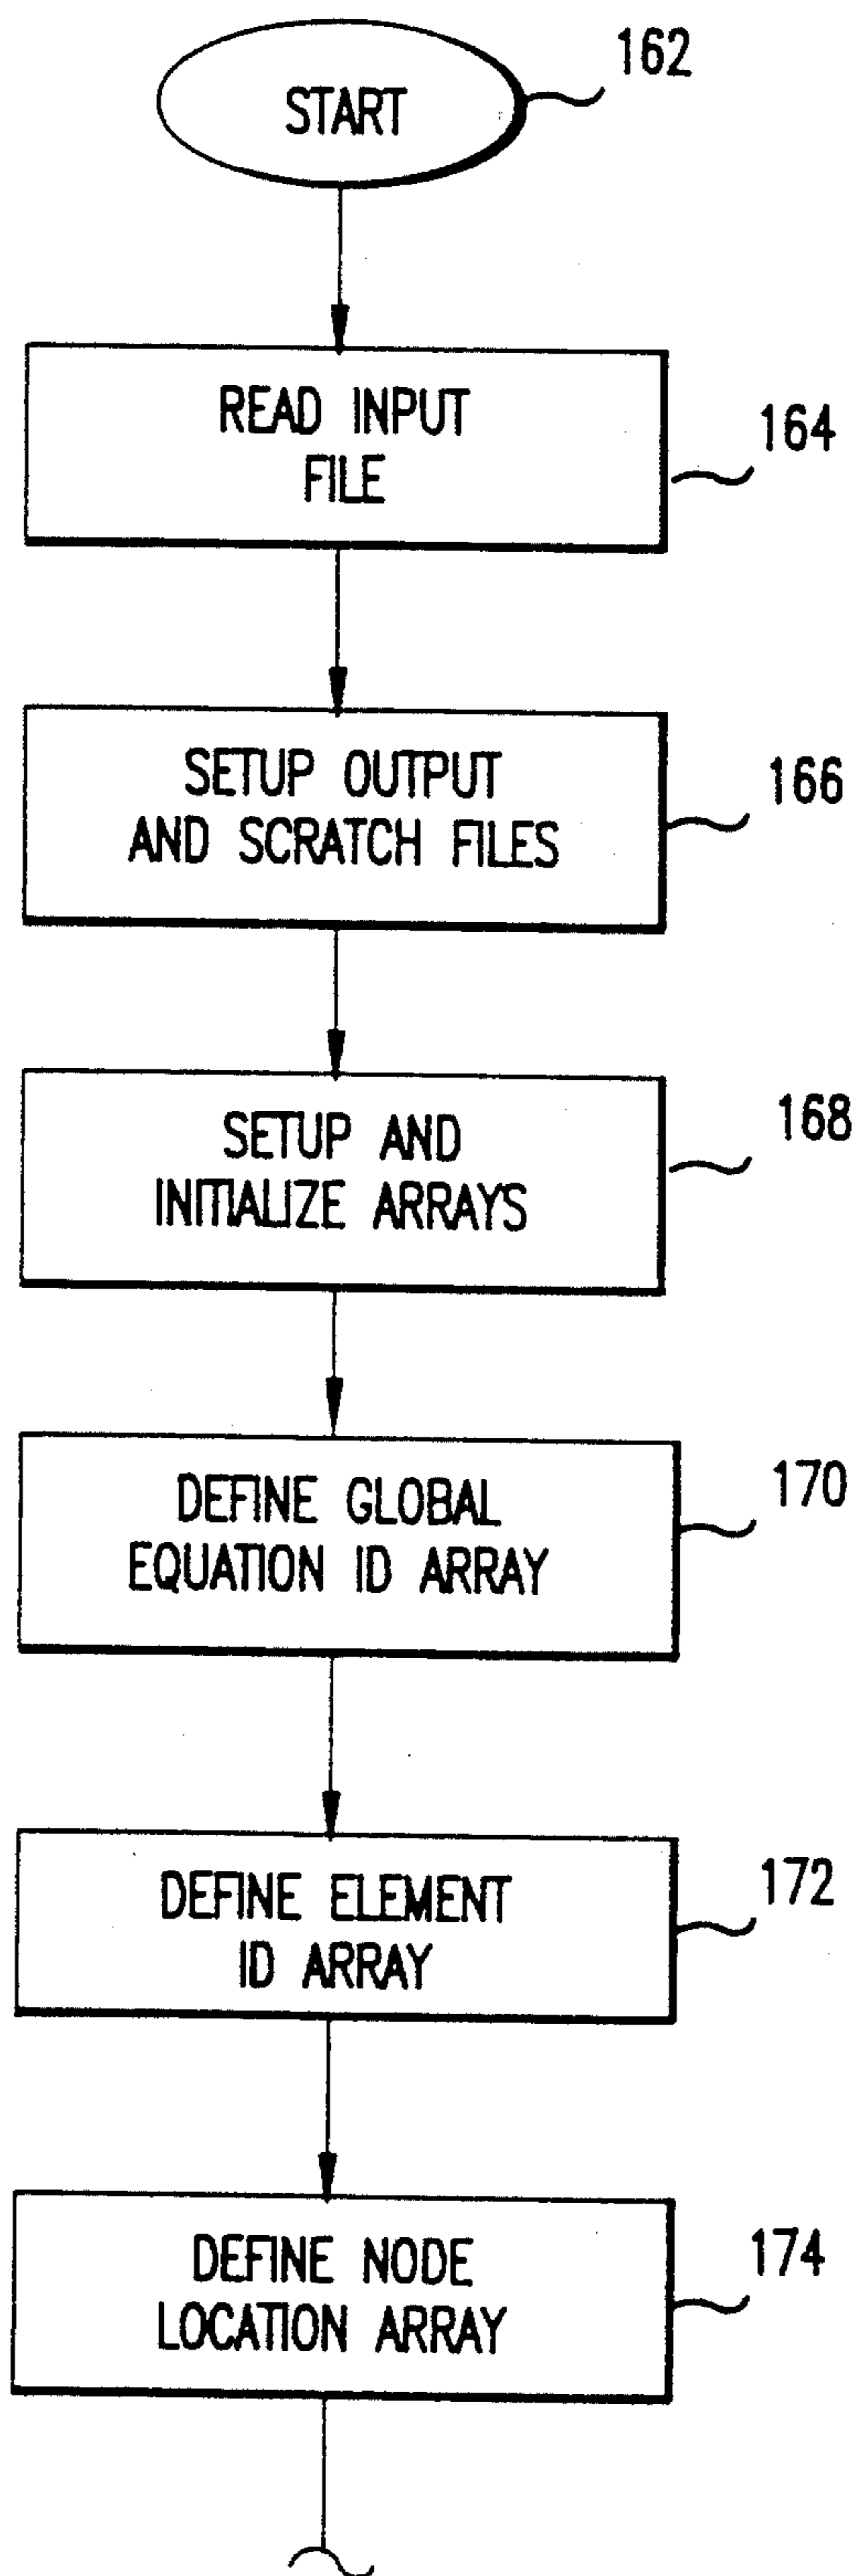 162
START
READ INPUT
FILE
164
SETUP OUTPUT
AND SCRATCH FILES
166
SETUP AND
INITIALIZE ARRAYS
168
DEFINE GLOBAL
EQUATION ID ARRAY
170
DEFINE ELEMENT
ID ARRAY
172
DEFINE NODE
LOCATION ARRAY
174